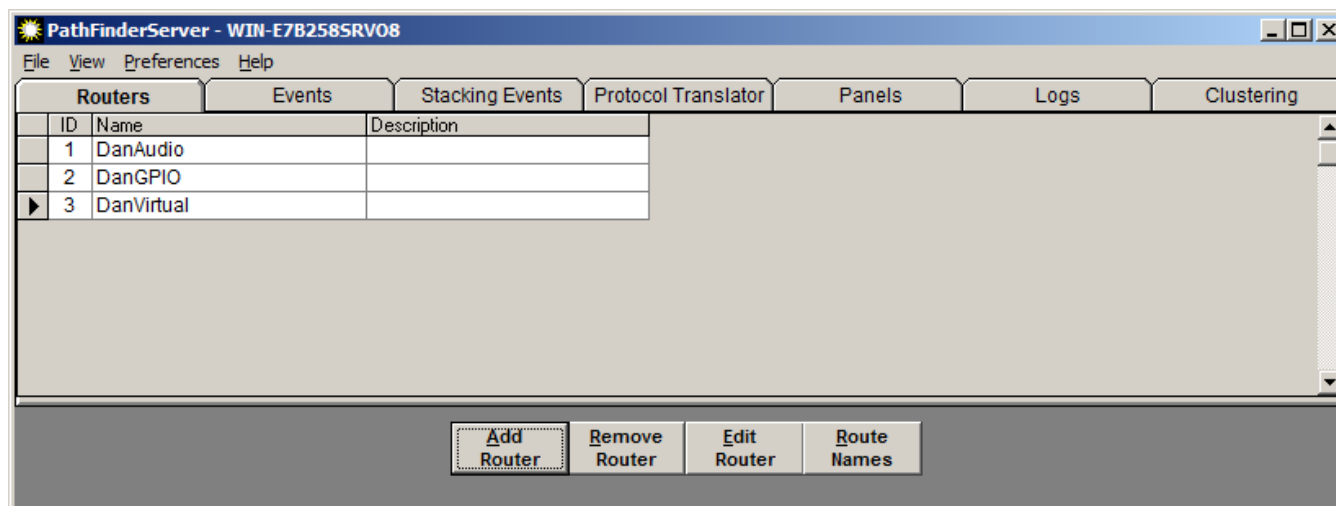 PathFinderServer - WIN-E7B258SRVO8
File View Preferences Help
Routers Events Stacking Events Protocol Translator Panels Logs Clustering
ID Name Description
1 DanAudio
2 DanGPIO
3 DanVirtual
Add Router Remove Router Edit Router Route Names